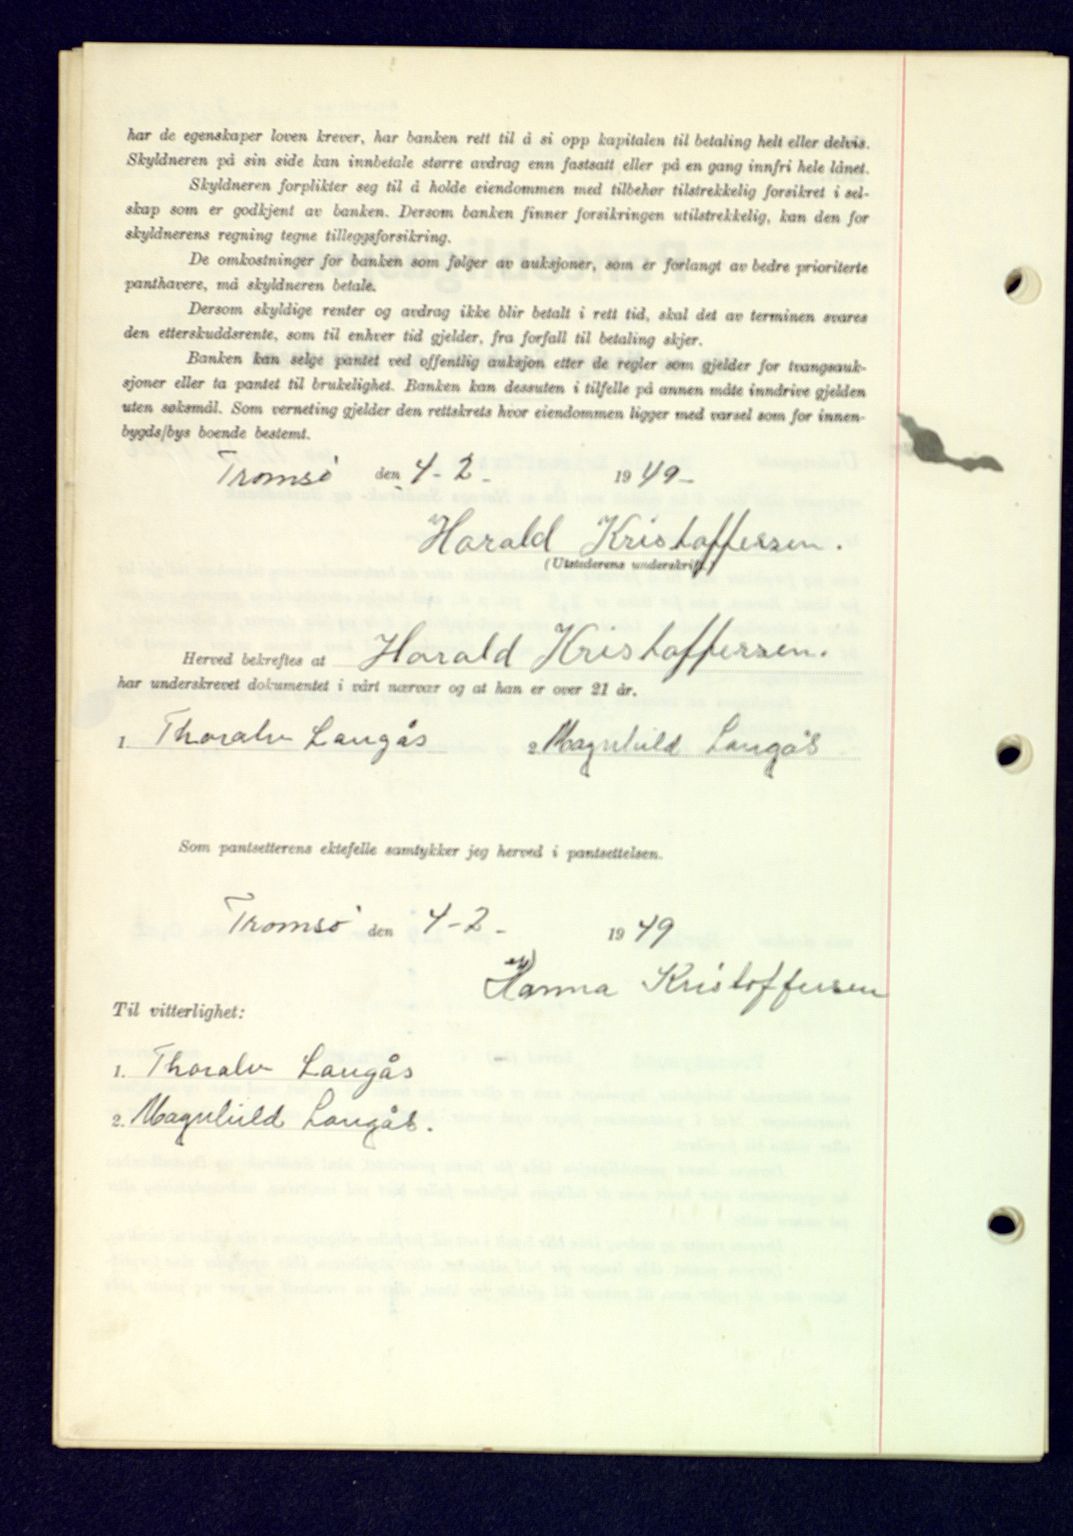 har de egenskaper loven krever, har banken rett til å si opp kapitalen til betaling helt eller delvis.
Skyldneren på sin side kan innbetale større avdrag enn fastsatt eller på en gang innfri hele lånet.
Skyldneren forplikter seg til å holde eiendommen med tilbehør tilstrekkelig forsikret i sel-
skap som er godkjent av banken. Dersom banken finner forsikringen utilstrekkelig, kan den for
skyldnerens regning tegne tilleggsforsikring.
De omkostninger for banken som følger av auksjoner, som er forlangt av bedre prioriterte
panthavere, må skyldneren betale.
Dersom skyldige renter og avdrag ikke blir betalt i rett tid, skal det av terminen svares
den etterskuddsrente, som til enhver tid gjelder, fra forfall til betaling skjer.
Banken kan selge pantet ved offentlig auksjon etter de regler som gjelder for tvangsauk-
sjoner eller ta pantet til brukelighet. Banken kan dessuten i tilfelle på annen måte inndrive gjelden
uten søksmål. Som verneting gjelder den rettskrets hvor eiendommen ligger med varsel som for innen-
bygds/bys boende bestemt.
Tromsø den 4-2- 1949-
Harald Kristoffersen.
(Utstederens underskrift.)
Herved bekreftes at Harald Kristoffersen.
har underskrevet dokumentet i vårt nærvær og at han er over 21 år.
1. Thoralv Langås 2. Magnhild Langås
Som pantsetterens ektefelle samtykker jeg herved i pantsettelsen.
Tromsø den 4-2- 1949
Hanna Kristoffersen
Til vitterlighet:
1. Thoralv Langås
2. Magnhild Langås.